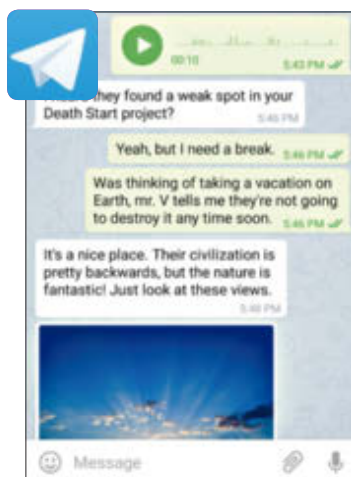 00:10
5:43 PM
they found a weak spot in your
Death Start project?
5:46 PM
Yeah, but I need a break.
5:46 PM
Was thinking of taking a vacation on
Earth, mr. V tells me they're not going
to destroy it any time soon.
5:46 PM
It's a nice place. Their civilization is
pretty backwards, but the nature is
fantastic! Just look at these views.
5:48 PM
Message